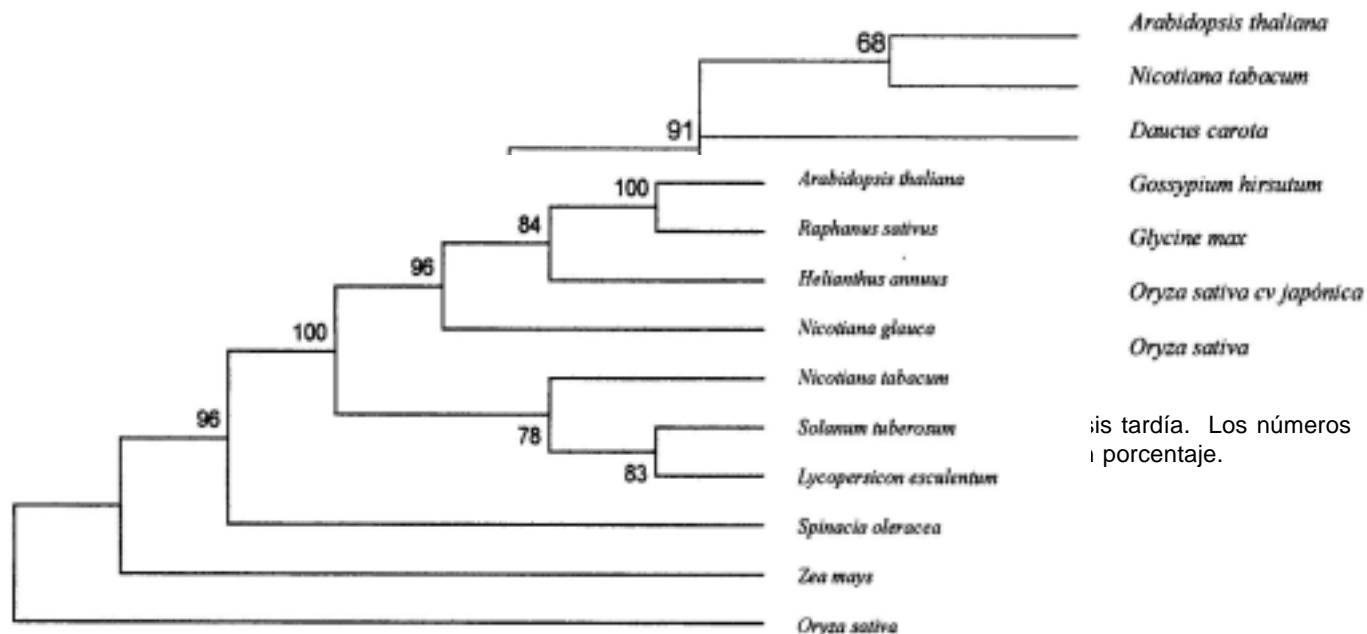 Arabidopsis thaliana
68
Nicotiana tabacum
Daucus carota
91
Arabidopsis thaliana
100
Gossypium hirsutum
Raphanus sativus
84
Glycine max
96
Helianthus annuus
Oryza sativa cv japónica
100
Nicotiana glauca
Oryza sativa
Nicotiana tabacum
96
78
Solanum tuberosum
sis tardía. Los números
porcentaje.
83
Lycopersicon esculentum
Spinacia oleracea
Zea mays
Oryza sativa